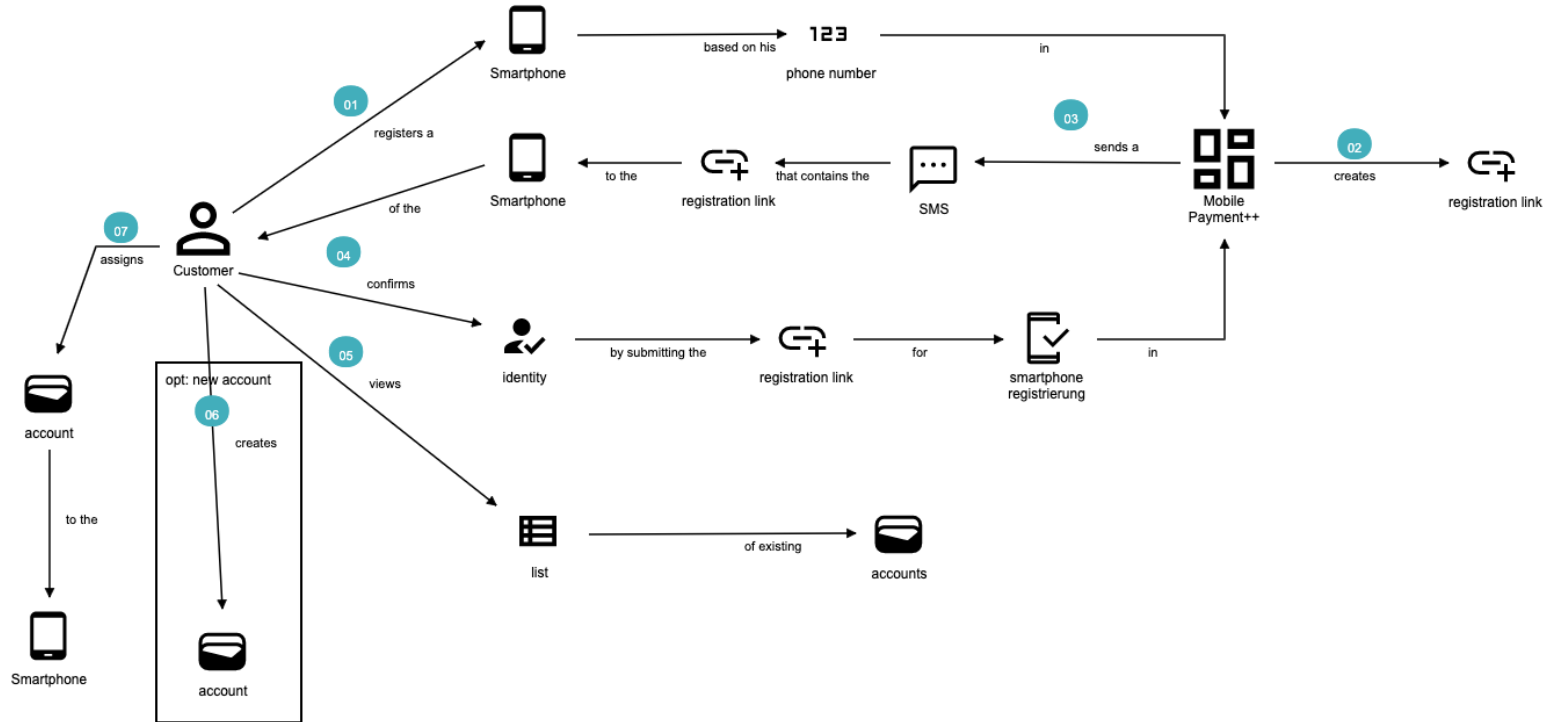 123
based on his
in
Smartphone
phone number
01
registers a
03
sends a
02
creates
to the
that contains the
Smartphone
registration link
SMS
Mobile
Payment++
registration link
of the
07
assigns
Customer
04
confirms
identity
by submitting the
registration link
for
smartphone
registrierung
in
05
views
opt: new account
06
creates
account
to the
Smartphone
account
list
of existing
accounts